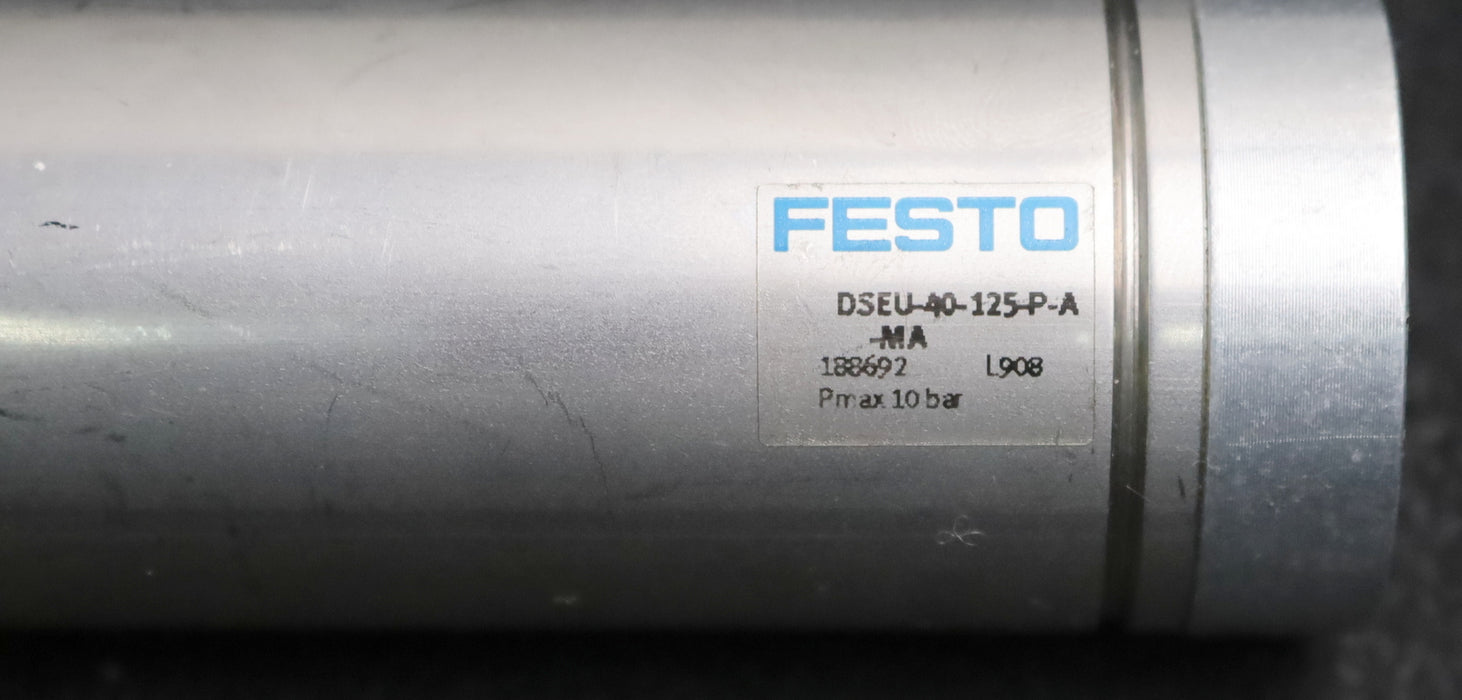 FESTO
DSEU-40-125-P-A
-MA
188692 L908
Pmax 10 bar